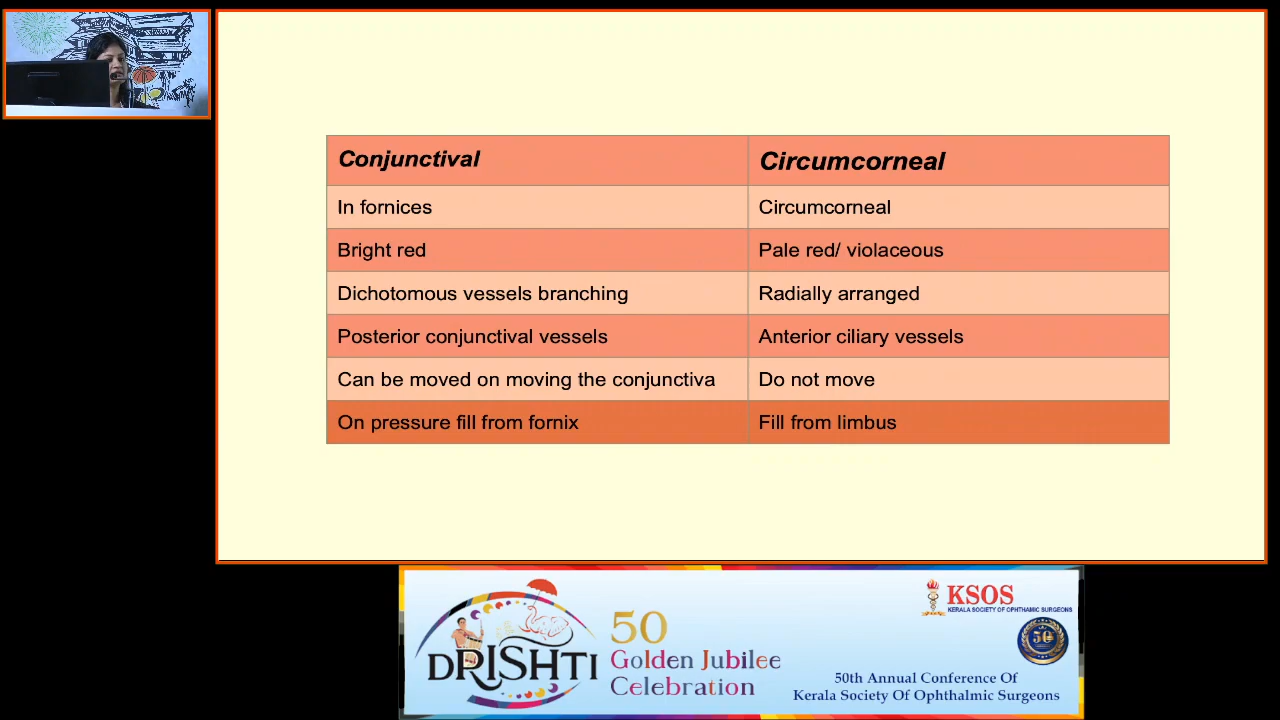 Conjunctival
Circumcorneal
In fornices
Circumcorneal
Bright red
Pale red/ violaceous
Dichotomous vessels branching
Radially arranged
Posterior conjunctival vessels
Anterior ciliary vessels
Can be moved on moving the conjunctiva
Do not move
On pressure fill from fornix
Fill from limbus
DRISHTI
50
Golden Jubilee
Celebration
KSOS
KERALA SOCIETY OF OPHTHAMIC SURGEONS
50
50th Annual Conference Of
Kerala Society Of Ophthalmic Surgeons